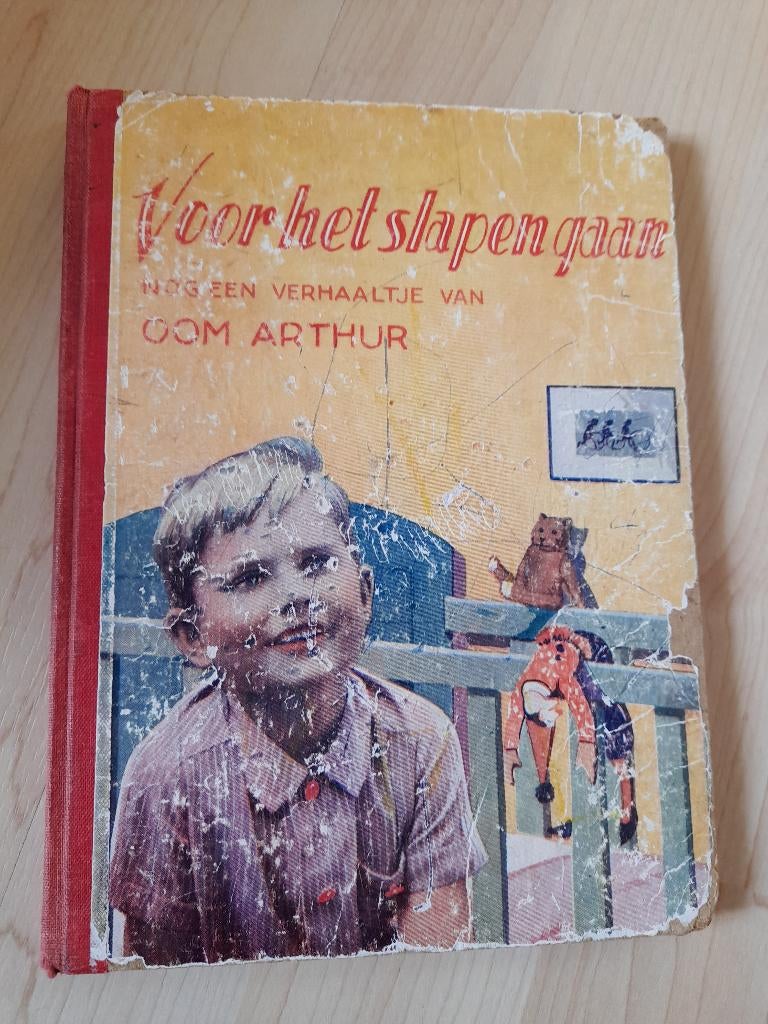 Voor het slapen gaan
NOG EEN VERHAALTJE VAN
OOM ARTHUR